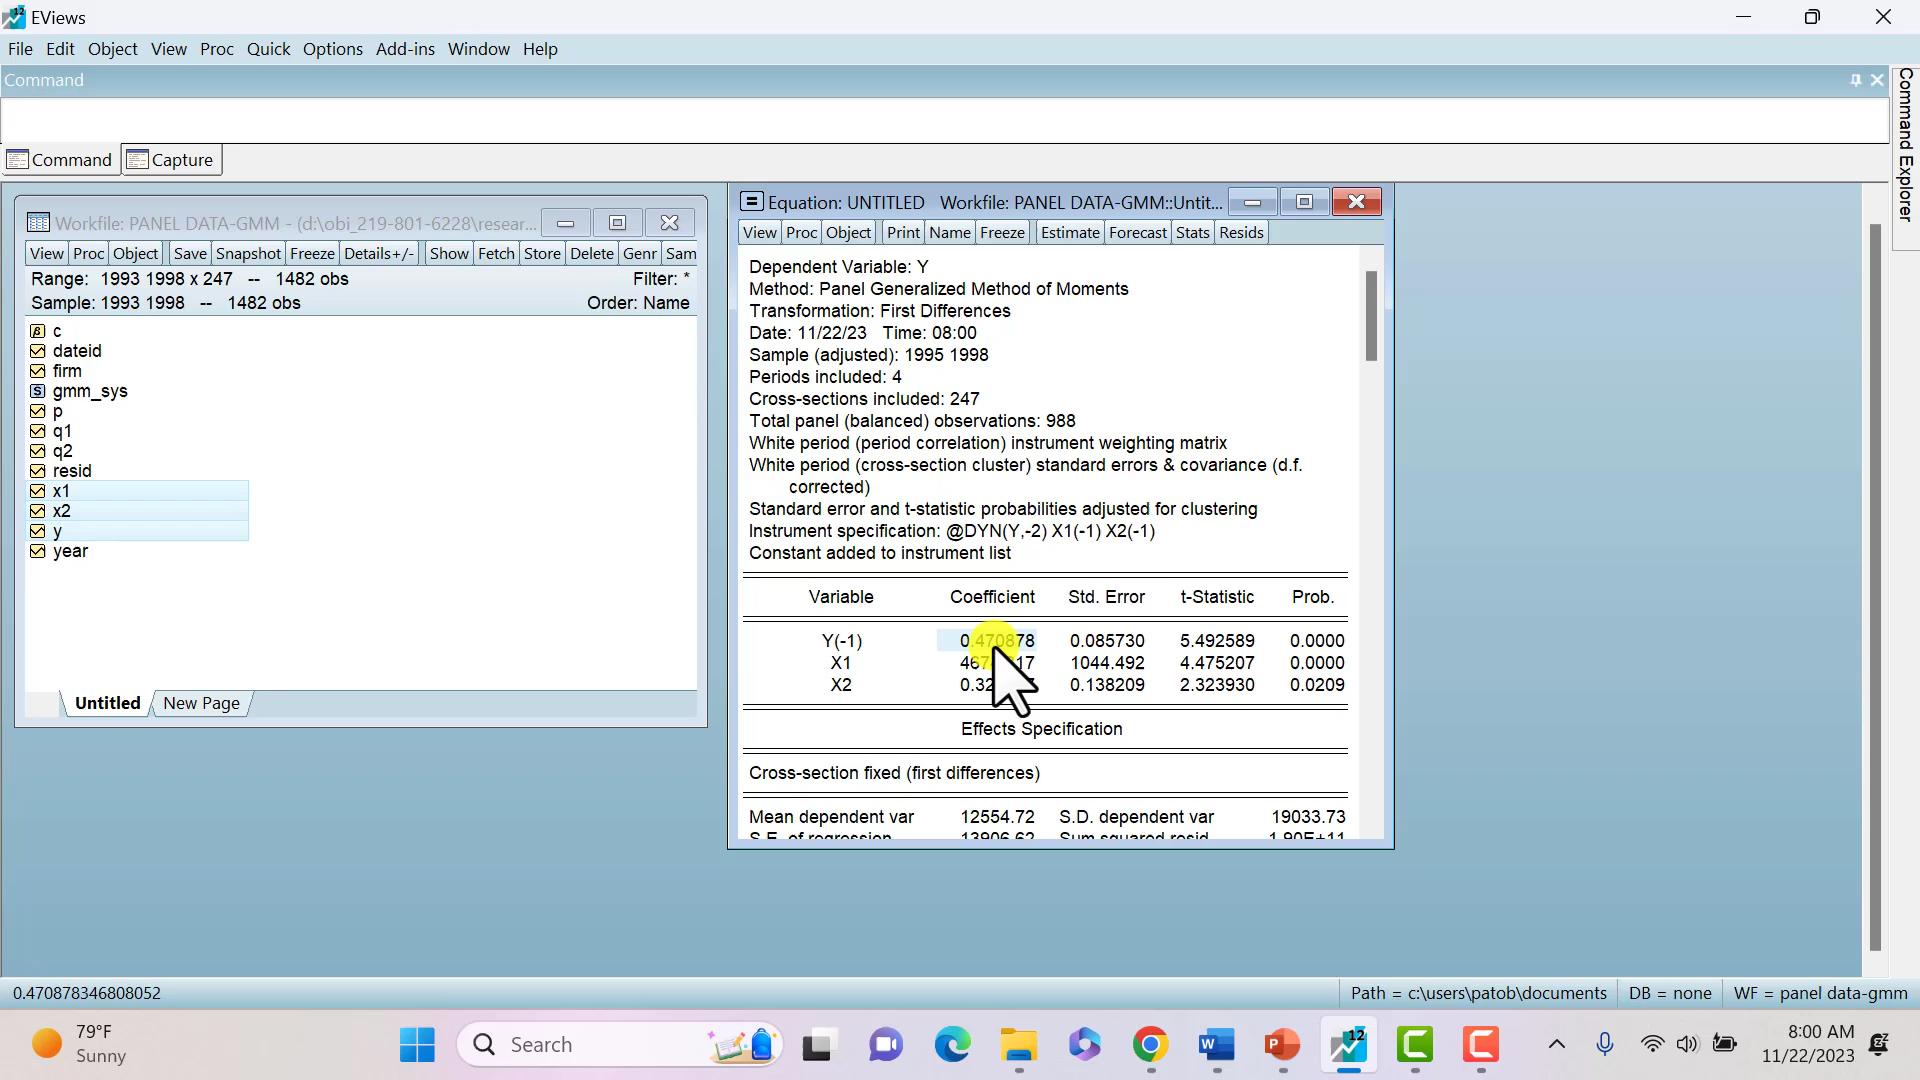 EViews
File Edit Object View Proc Quick Options Add-ins Window Help
Command
Command Capture
Command Explorer
Workfile: PANEL DATA-GMM - (d:\obi_219-801-6228\resear...
View Proc Object Save Snapshot Freeze Details+/- Show Fetch Store Delete Genr Sam
Range: 1993 1998 x 247 -- 1482 obs Filter: *
Sample: 1993 1998 -- 1482 obs Order: Name
c
dateid
firm
gmm_sys
p
q1
q2
resid
x1
x2
y
year
Untitled New Page
Equation: UNTITLED Workfile: PANEL DATA-GMM::Untit...
View Proc Object Print Name Freeze Estimate Forecast Stats Resids
Dependent Variable: Y
Method: Panel Generalized Method of Moments
Transformation: First Differences
Date: 11/22/23 Time: 08:00
Sample (adjusted): 1995 1998
Periods included: 4
Cross-sections included: 247
Total panel (balanced) observations: 988
White period (period correlation) instrument weighting matrix
White period (cross-section cluster) standard errors & covariance (d.f.
corrected)
Standard error and t-statistic probabilities adjusted for clustering
Instrument specification: @DYN(Y,-2) X1(-1) X2(-1)
Constant added to instrument list
Variable Coefficient Std. Error t-Statistic Prob.
Y(-1) 0.470878 0.085730 5.492589 0.0000
X1 1044.492 4.475207 0.0000
X2 0.138209 2.323930 0.0209
Effects Specification
Cross-section fixed (first differences)
Mean dependent var 12554.72 S.D. dependent var 19033.73
S.E. of regression 13906.62 Sum squared resid 1.90E+11
0.470878346808052
Path = c:\users\patob\documents DB = none WF = panel data-gmm
79°F
Sunny
Search
8:00 AM
11/22/2023